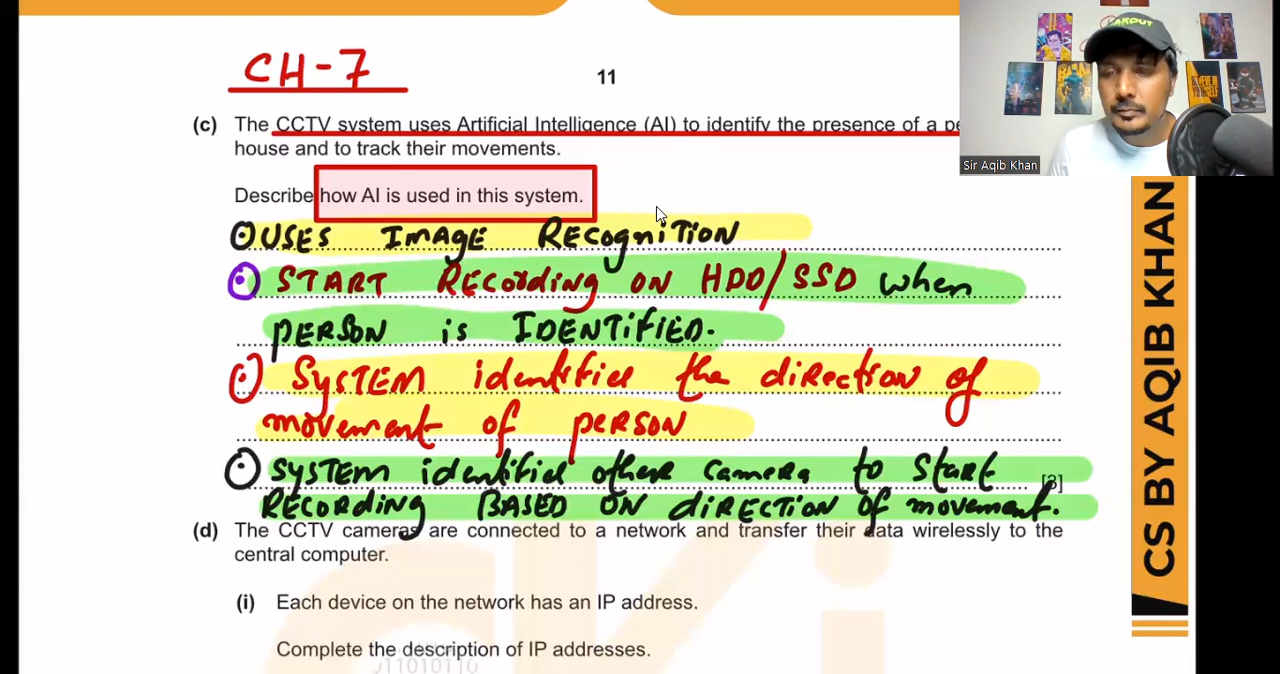 CH-7
11
(c) The CCTV system uses Artificial Intelligence (AI) to identify the presence of a pe
house and to track their movements.
Describe how AI is used in this system.
USES IMAGE RECOGNITION
START RECORDING ON HDD/SSD when
PERSON is IDENTIFIED.
SYSTEM identifies the direction of
movement of PERSON
SYSTEM identifies other camera to start
RECORDING BASED ON DIRECTION OF movement.
[3]
(d) The CCTV cameras are connected to a network and transfer their data wirelessly to the
central computer.
(i) Each device on the network has an IP address.
Complete the description of IP addresses.
011010110
Sir Aqib Khan
CS BY AQIB KHAN